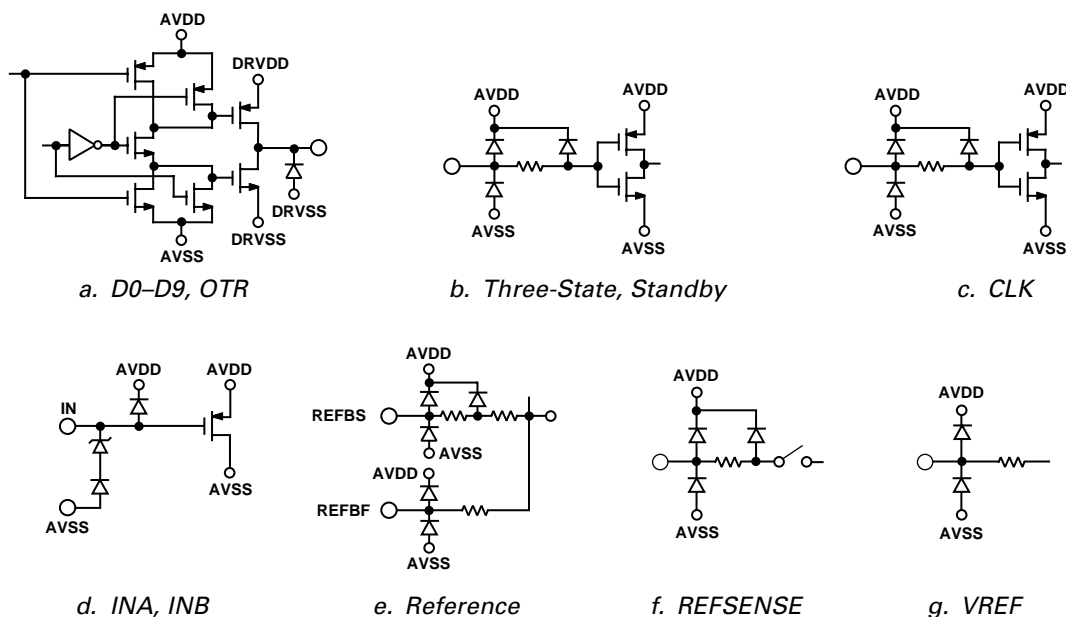 AVDD
DRVDD
DRVSS
DRVSS
AVSS
a. D0–D9, OTR
AVDD
AVDD
AVSS
AVSS
b. Three-State, Standby
AVDD
AVDD
AVSS
AVSS
c. CLK
AVDD
AVDD
IN
AVSS
AVSS
d. INA, INB
AVDD
REFBS
AVSS
AVDD
REFBF
AVSS
e. Reference
AVDD
AVSS
f. REFSENSE
AVDD
AVSS
g. VREF